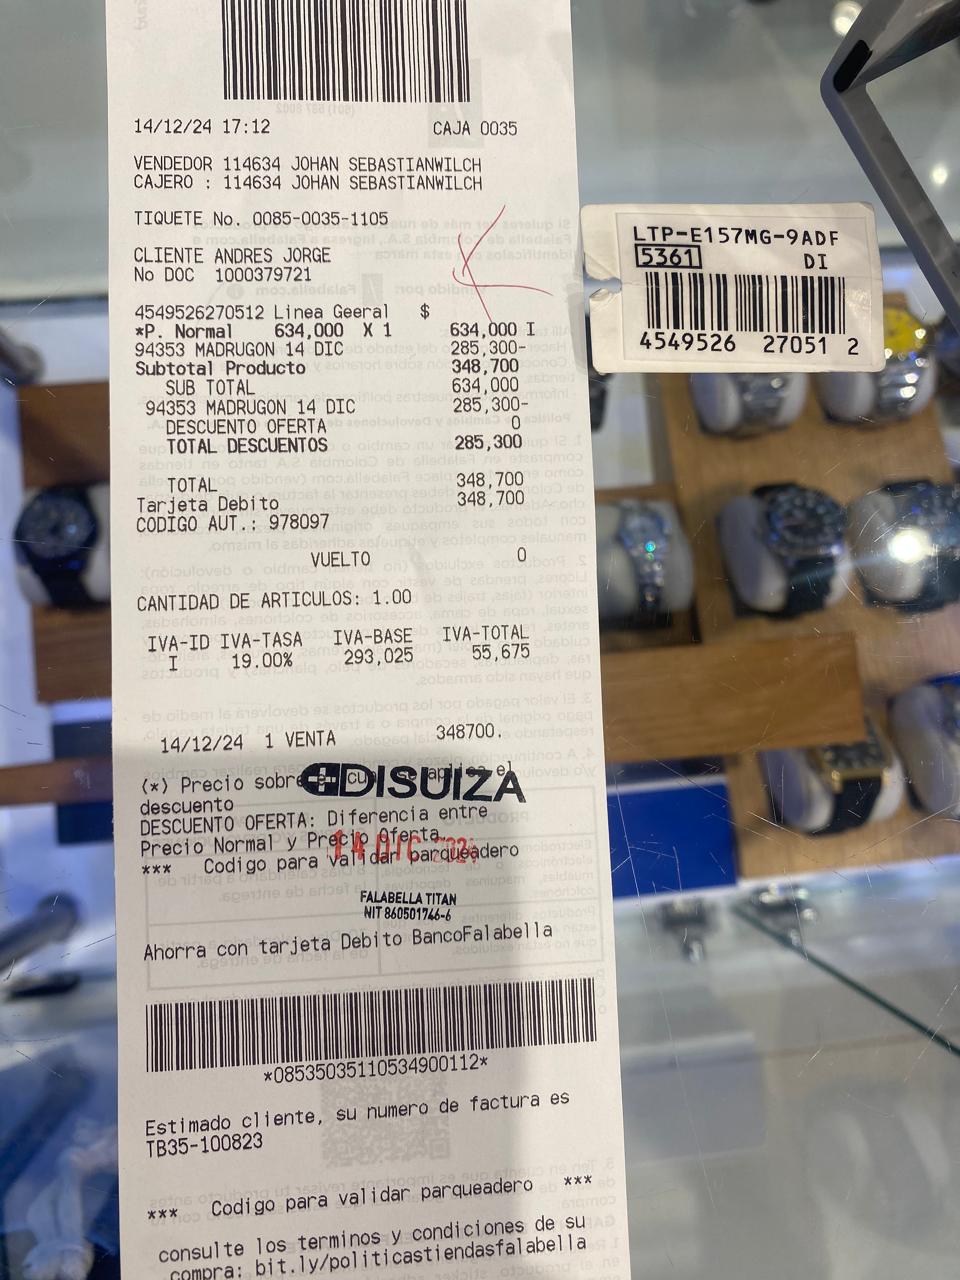 14/12/24 17:12 CAJA 0035
VENDEDOR 114634 JOHAN SEBASTIANWILCH
CAJERO : 114634 JOHAN SEBASTIANWILCH
TIQUETE No. 0085-0035-1105
CLIENTE ANDRES JORGE
No DOC 1000379721
4549526270512 Linea Geeral $
*P. Normal 634,000 X 1 634,000 I
94353 MADRUGON 14 DIC 285,300-
Subtotal Producto 348,700
SUB TOTAL 634,000
94353 MADRUGON 14 DIC 285,300-
DESCUENTO OFERTA 0
TOTAL DESCUENTOS 285,300
TOTAL 348,700
Tarjeta Debito 348,700
CODIGO AUT.: 978097
VUELTO 0
CANTIDAD DE ARTICULOS: 1.00
IVA-ID IVA-TASA IVA-BASE IVA-TOTAL
I 19.00% 293,025 55,675
14/12/24 1 VENTA 348700.
(*) Precio sobre el cual se aplica el
DISUIZA
descuento
DESCUENTO OFERTA: Diferencia entre
Precio Normal y Precio Oferta.
14 DIC 2024
*** Codigo para validar parqueadero
FALABELLA TITAN
NIT 860501746-6
Ahorra con tarjeta Debito BancoFalabella
*08535035110534900112*
Estimado cliente, su numero de factura es
TB35-100823
*** Codigo para validar parqueadero ***
consulte los terminos y condiciones de su
compra: bit.ly/politicastiendasfalabella
LTP-E157MG-9ADF
5361 DI
4549526 27051 2